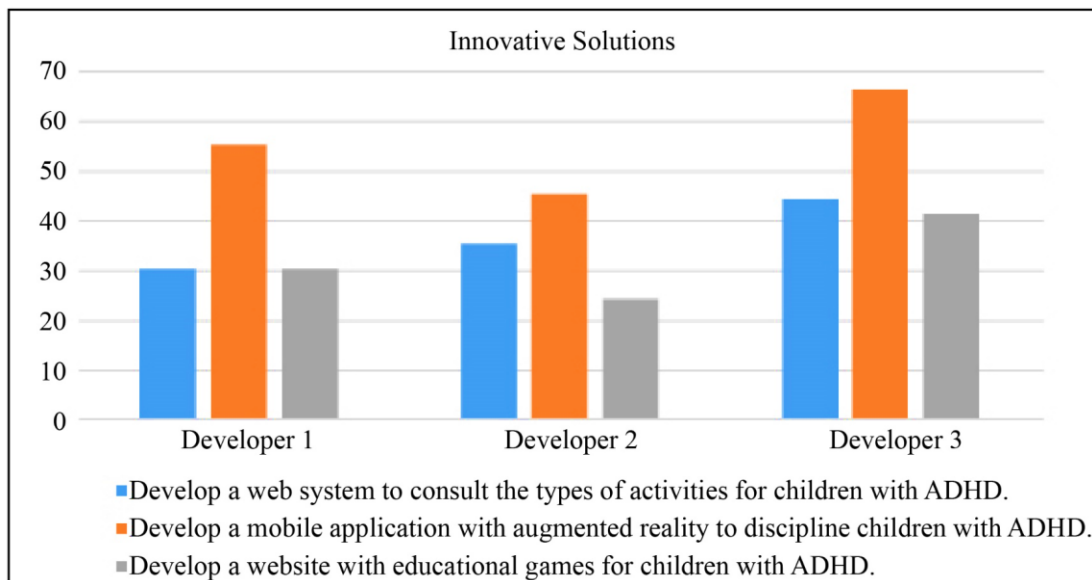 Innovative Solutions
70
60
50
40
30
20
10
0
Developer 1 Developer 2 Developer 3
Develop a web system to consult the types of activities for children with ADHD.
Develop a mobile application with augmented reality to discipline children with ADHD.
Develop a website with educational games for children with ADHD.